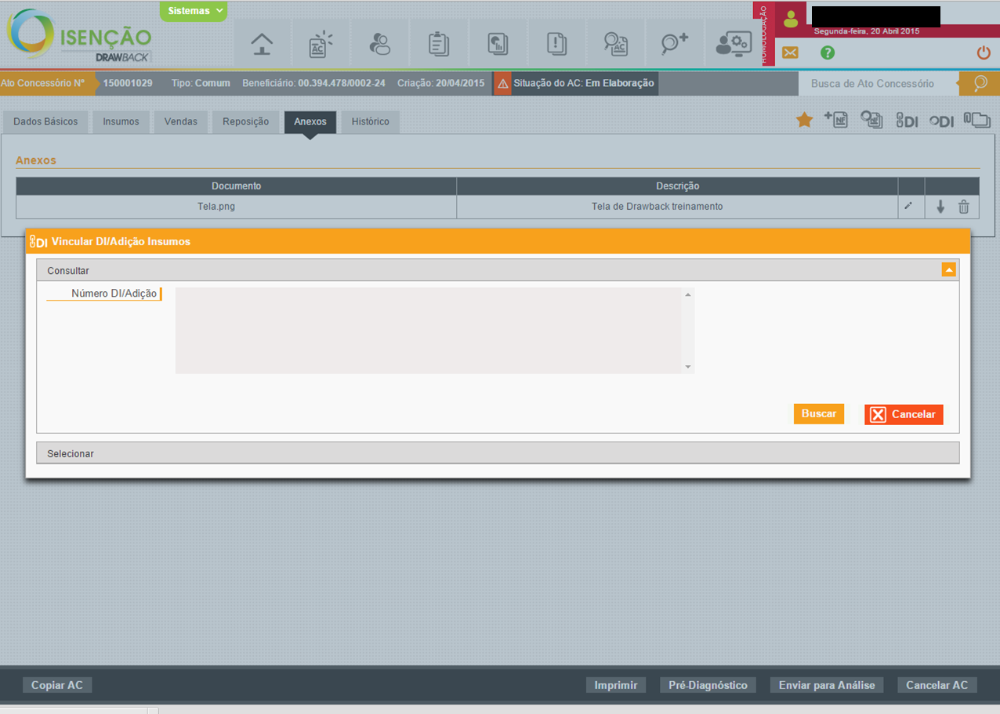 Sistemas
ISENÇÃO
DRAWBACK
HOMOLOGAÇÃO
Segunda-feira, 20 Abril 2015
Ato Concessório Nº 150001029 Tipo: Comum Beneficiário: 00.394.478/0002-24 Criação: 20/04/2015 Situação do AC: Em Elaboração Busca de Ato Concessório
Dados Básicos Insumos Vendas Reposição Anexos Histórico
NF DI DI
Anexos
Documento Descrição
Tela.png Tela de Drawback treinamento
DI Vincular DI/Adição Insumos
Consultar
Número DI/Adição
Buscar Cancelar
Selecionar
Copiar AC Imprimir Pré-Diagnóstico Enviar para Análise Cancelar AC